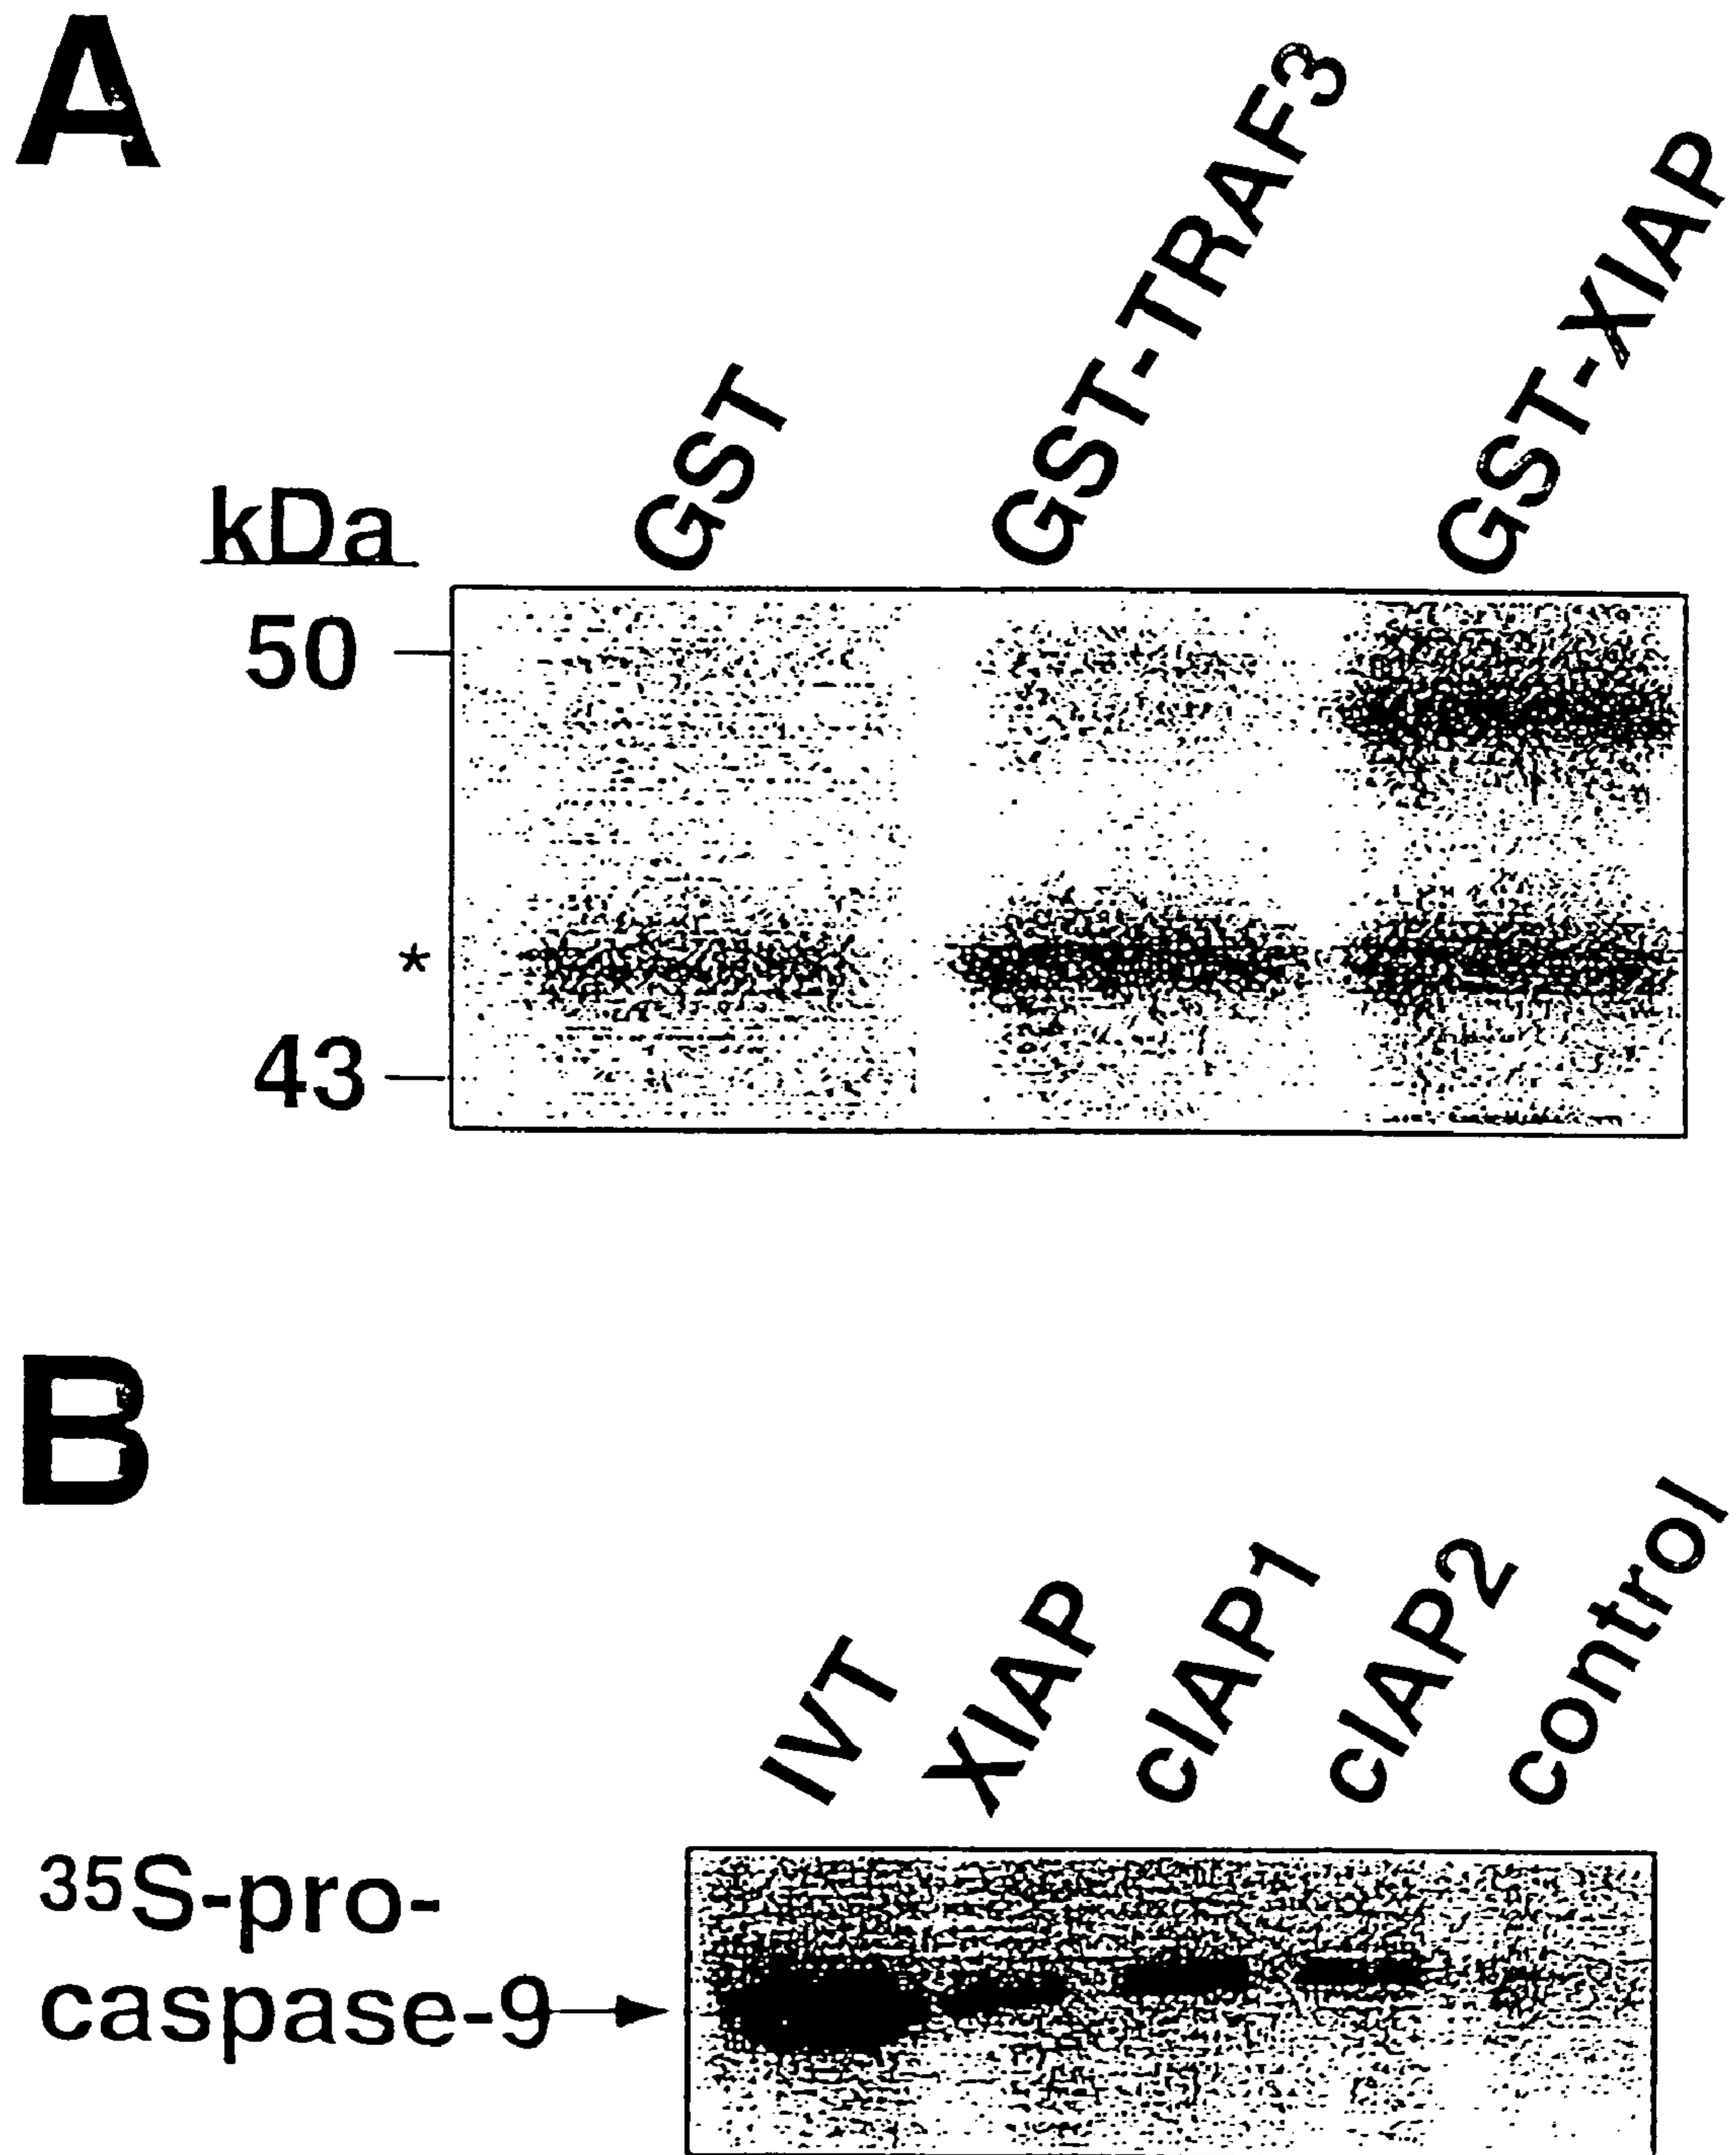 A
GST
GST-TRAF3
GST-XIAP
kDa
50
*
43
B
IVT
XIAP
cIAP1
cIAP2
control
³⁵S-pro-
caspase-9